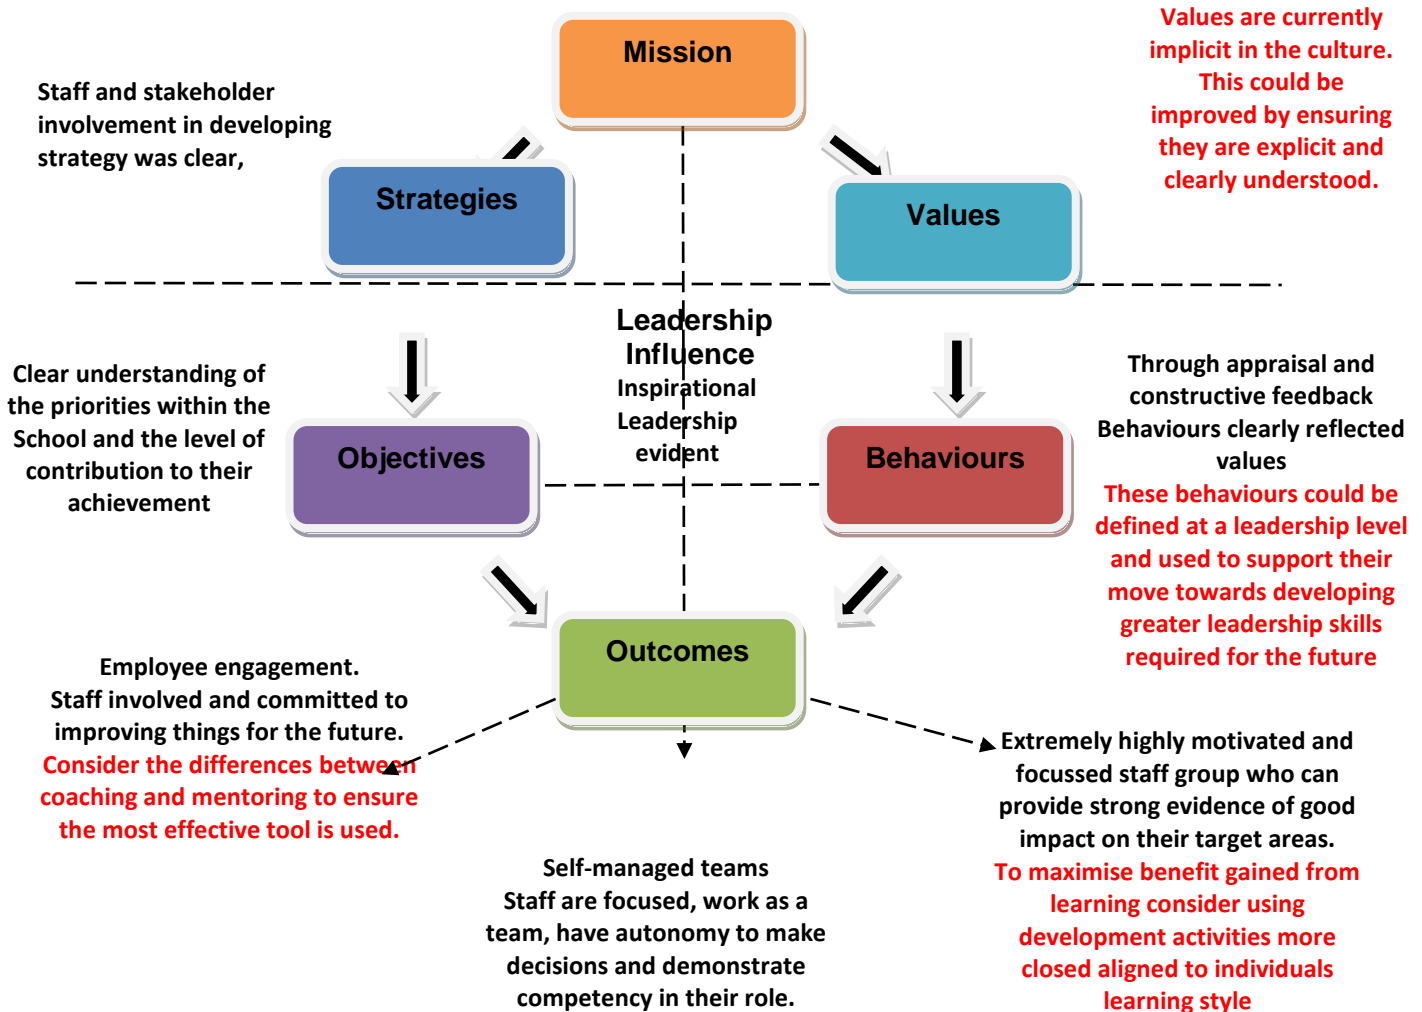 Mission
Values are currently
implicit in the culture.
This could be
improved by ensuring
they are explicit and
clearly understood.
Staff and stakeholder
involvement in developing
strategy was clear,
Strategies
Values
Leadership
Influence
Inspirational
Leadership
evident
Clear understanding of
the priorities within the
School and the level of
contribution to their
achievement
Objectives
Behaviours
Through appraisal and
constructive feedback
Behaviours clearly reflected
values
These behaviours could be
defined at a leadership level
and used to support their
move towards developing
greater leadership skills
required for the future
Outcomes
Employee engagement.
Staff involved and committed to
improving things for the future.
Consider the differences between
coaching and mentoring to ensure
the most effective tool is used.
Self-managed teams
Staff are focused, work as a
team, have autonomy to make
decisions and demonstrate
competency in their role.
Extremely highly motivated and
focussed staff group who can
provide strong evidence of good
impact on their target areas.
To maximise benefit gained from
learning consider using
development activities more
closed aligned to individuals
learning style